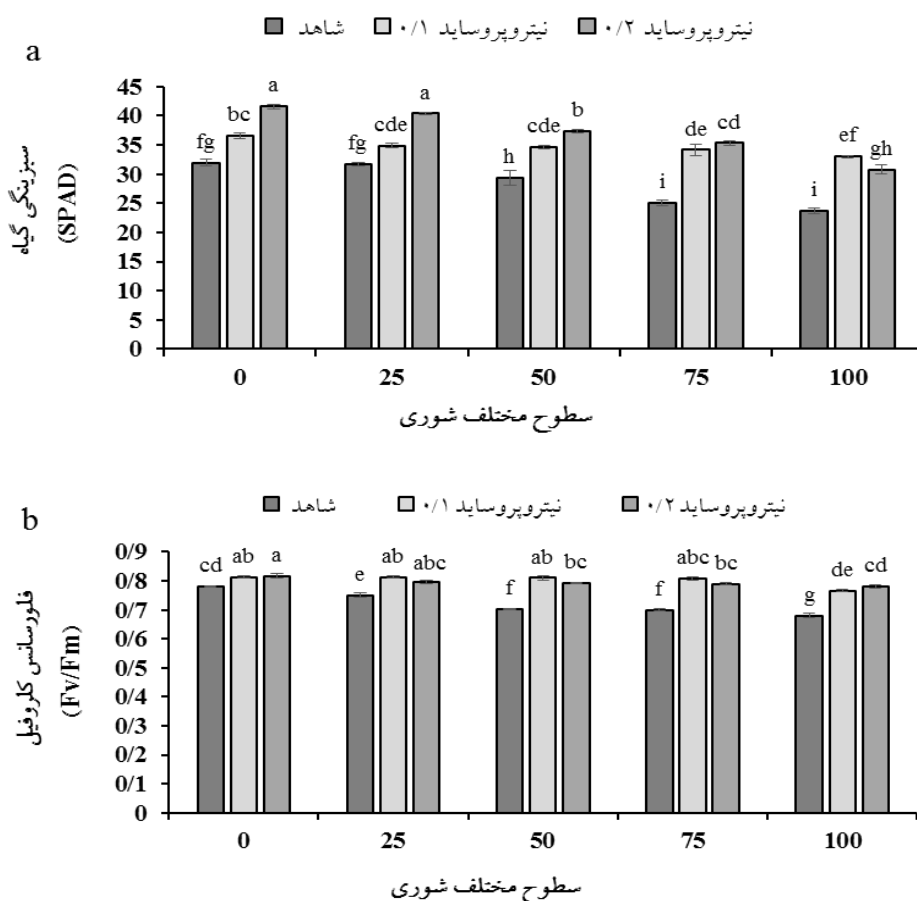 a
شاهد نیتروپروساید ۰/۱ نیتروپروساید ۰/۲
سبزینگی گیاه
(SPAD)
45
40
35
30
25
20
15
10
5
0
fg bc a
fg cde a
h cde b
i de cd
i ef gh
0 25 50 75 100
سطوح مختلف شوری
b
شاهد نیتروپروساید ۰/۱ نیتروپروساید ۰/۲
فلورسانس کلروفیل
(Fv/Fm)
0/9
0/8
0/7
0/6
0/5
0/4
0/3
0/2
0/1
0
cd ab a
e ab abc
f ab bc
f abc bc
g de cd
0 25 50 75 100
سطوح مختلف شوری